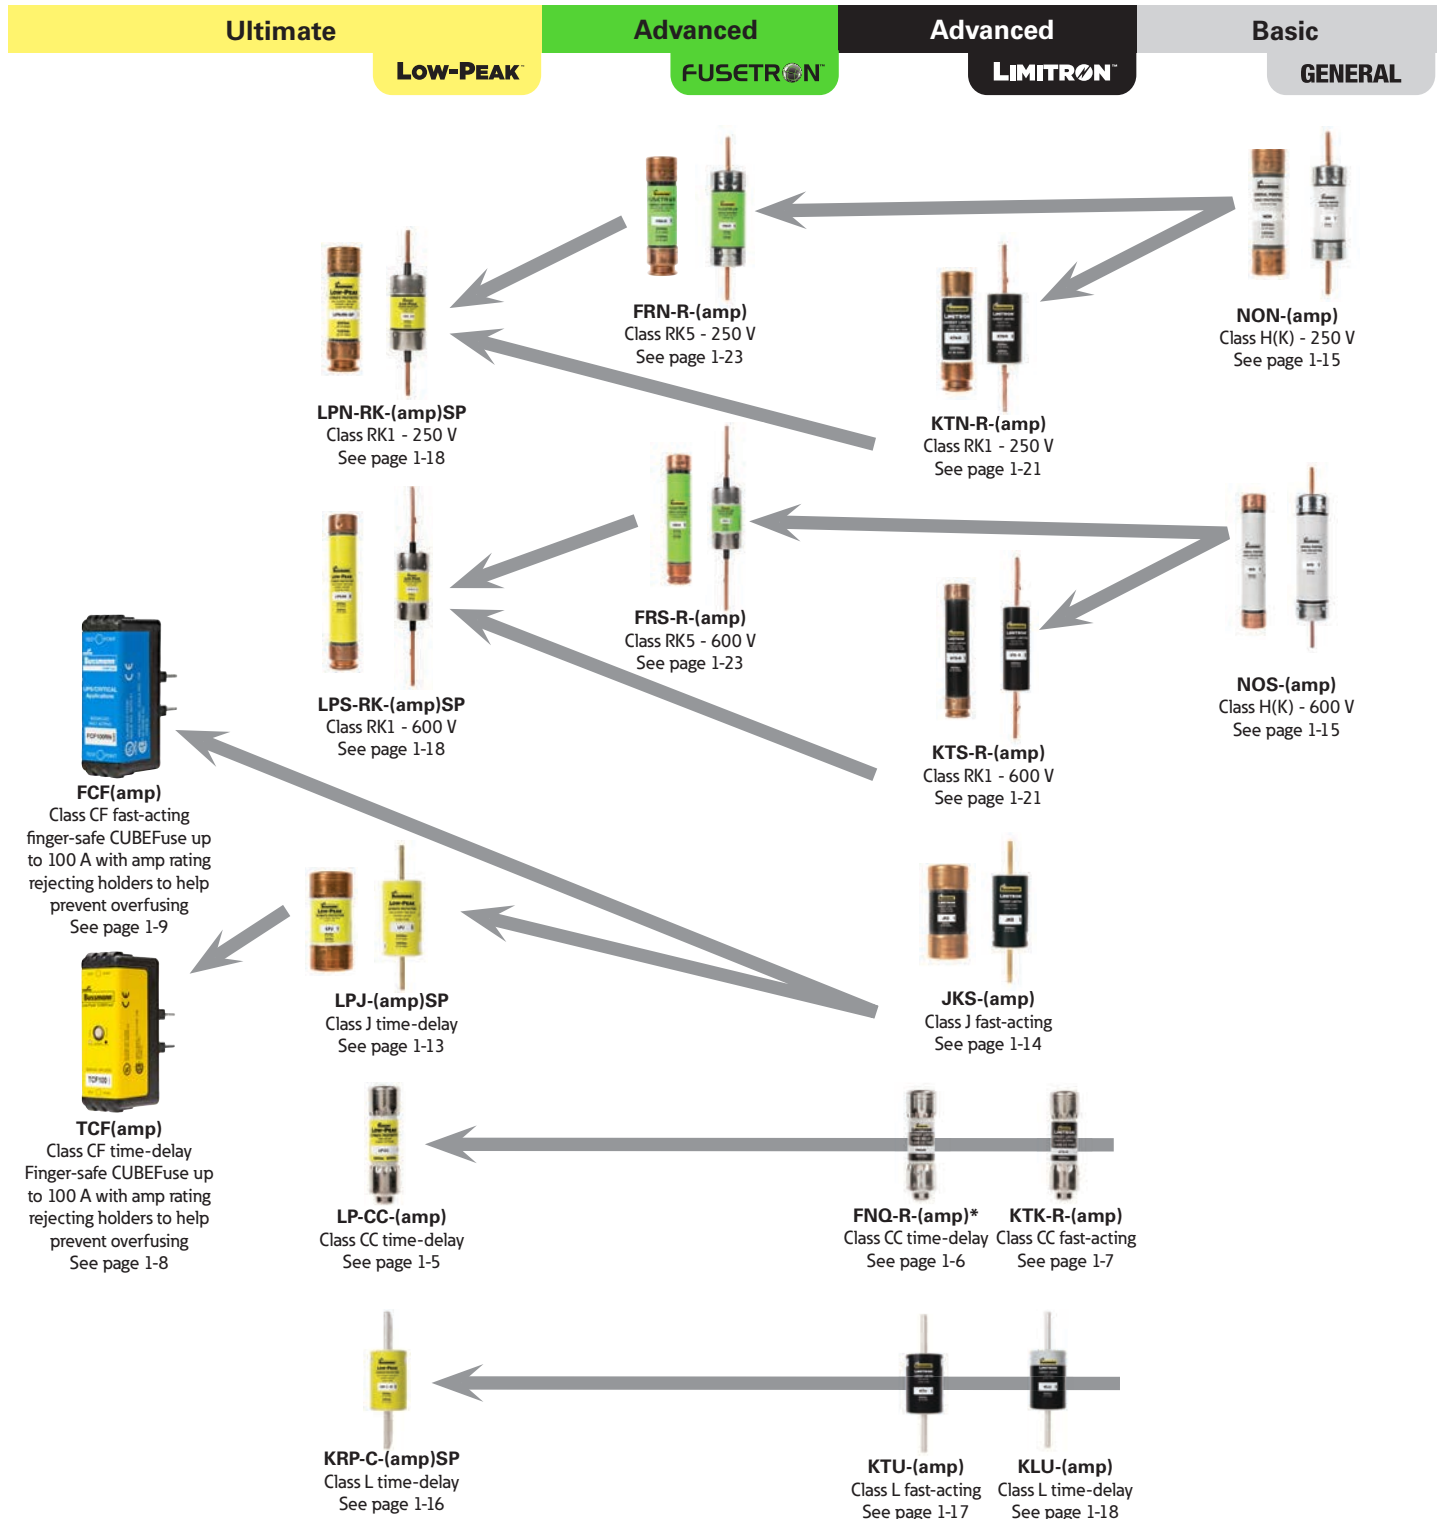 Ultimate
Advanced
Advanced
Basic
LOW-PEAK™
FUSETRON™
LIMITRON™
GENERAL
NON-(amp)
Class H(K) - 250 V
See page 1-15
FRN-R-(amp)
Class RK5 - 250 V
See page 1-23
LPN-RK-(amp)SP
Class RK1 - 250 V
See page 1-18
KTN-R-(amp)
Class RK1 - 250 V
See page 1-21
FRS-R-(amp)
Class RK5 - 600 V
See page 1-23
NOS-(amp)
Class H(K) - 600 V
See page 1-15
LPS-RK-(amp)SP
Class RK1 - 600 V
See page 1-18
KTS-R-(amp)
Class RK1 - 600 V
See page 1-21
Bussmann
FCF100RN
FCF(amp)
Class CF fast-acting
finger-safe CUBEFuse up
to 100 A with amp rating
rejecting holders to help
prevent overfusing
See page 1-9
LPJ-(amp)SP
Class J time-delay
See page 1-13
JKS-(amp)
Class J fast-acting
See page 1-14
Bussmann
TCF100
TCF(amp)
Class CF time-delay
Finger-safe CUBEFuse up
to 100 A with amp rating
rejecting holders to help
prevent overfusing
See page 1-8
LP-CC-(amp)
Class CC time-delay
See page 1-5
FNQ-R-(amp)*
Class CC time-delay
See page 1-6
KTK-R-(amp)
Class CC fast-acting
See page 1-7
KRP-C-(amp)SP
Class L time-delay
See page 1-16
KTU-(amp)
Class L fast-acting
See page 1-17
KLU-(amp)
Class L time-delay
See page 1-18